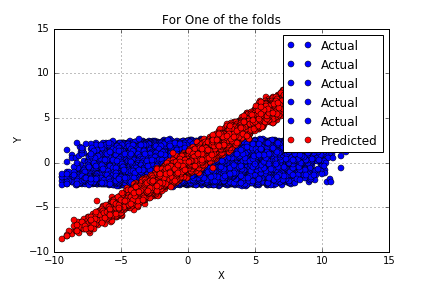 For One of the folds
15
10
5
0
−5
−10
Y
Actual
Actual
Actual
Actual
Actual
Predicted
−10 −5 0 5 10 15
X